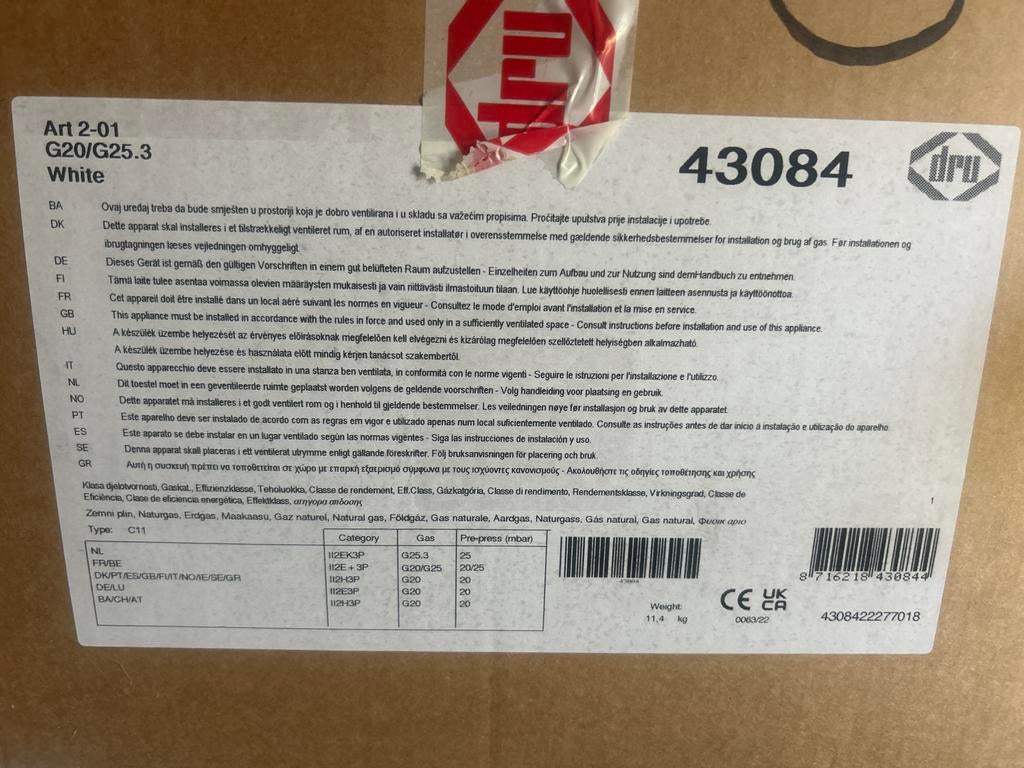 dru
Art 2-01
G20/G25.3
White
43084
dru
BA Ovaj uređaj treba da bude smješten u prostoriji koja je dobro ventilirana i u skladu sa važećim propisima. Pročitajte uputstva prije instalacije i upotrebe.
DK Dette apparat skal installeres i et tilstrækkeligt ventileret rum, af en autoriseret installatør i overensstemmelse med gældende sikkerhedsbestemmelser for installation og brug af gas. Før installationen og
ibrugtagningen læses vejledningen omhyggeligt.
DE Dieses Gerät ist gemäß den gültigen Vorschriften in einem gut belüfteten Raum aufzustellen - Einzelheiten zum Aufbau und zur Nutzung sind demHandbuch zu entnehmen.
FI Tämä laite tulee asentaa voimassa olevien määräysten mukaisesti ja vain riittävästi ilmastoituun tilaan. Lue käyttöohje huolellisesti ennen laitteen asennusta ja käyttöönottoa.
FR Cet appareil doit être installé dans un local aéré suivant les normes en vigueur - Consultez le mode d'emploi avant l'installation et la mise en service.
GB This appliance must be installed in accordance with the rules in force and used only in a sufficiently ventilated space - Consult instructions before installation and use of this appliance.
HU A készülék üzembe helyezését az érvényes előírásoknak megfelelően kell elvégezni és kizárólag megfelelően szellőztetett helyiségben alkalmazható.
A készülék üzembe helyezése és használata előtt mindig kérjen tanácsot szakembertől.
IT Questo apparecchio deve essere installato in una stanza ben ventilata, in conformità con le norme vigenti - Seguire le istruzioni per l'installazione e l'utilizzo.
NL Dit toestel moet in een geventileerde ruimte geplaatst worden volgens de geldende voorschriften - Volg handleiding voor plaatsing en gebruik.
NO Dette apparatet må installeres i et godt ventilert rom og i henhold til gjeldende bestemmelser. Les veiledningen nøye før installasjon og bruk av dette apparatet.
PT Este aparelho deve ser instalado de acordo com as regras em vigor e utilizado apenas num local suficientemente ventilado. Consulte as instruções antes de dar início à instalação e utilização do aparelho.
ES Este aparato se debe instalar en un lugar ventilado según las normas vigentes - Siga las instrucciones de instalación y uso.
SE Denna apparat skall placeras i ett ventilerat utrymme enligt gällande föreskrifter. Följ bruksanvisningen för placering och bruk.
GR Αυτή η συσκευή πρέπει να τοποθετείται σε χώρο με επαρκή εξαερισμό σύμφωνα με τους ισχύοντες κανονισμούς - Ακολουθήστε τις οδηγίες τοποθέτησης και χρήσης
Klasa djelotvornosti, Gaskat., Effizienzklasse, Teholuokka, Classe de rendement, Eff.Class, Gázkatgória, Classe di rendimento, Rendementsklasse, Virkningsgrad, Classe de
Eficiência, Clase de eficiencia energética, Effektklass, ατηγορα απδοσης
1
Zemni plin, Naturgas, Erdgas, Maakaasu, Gaz naturel, Natural gas, Földgáz, Gas naturale, Aardgas, Naturgass, Gás natural, Gas natural, Φυσικ αριο
Type: C11
Category Gas Pre-press (mbar)
NL II2EK3P G25.3 25
FR/BE II2E + 3P G20/G25 20/25
DK/PT/ES/GB/FI/IT/NO/IE/SE/GR II2H3P G20 20
DE/LU II2E3P G20 20
BA/CH/AT II2H3P G20 20
43084
8 716218 430844
Weight:
11,4 kg
CE UK CA
0063/22
4308422277018